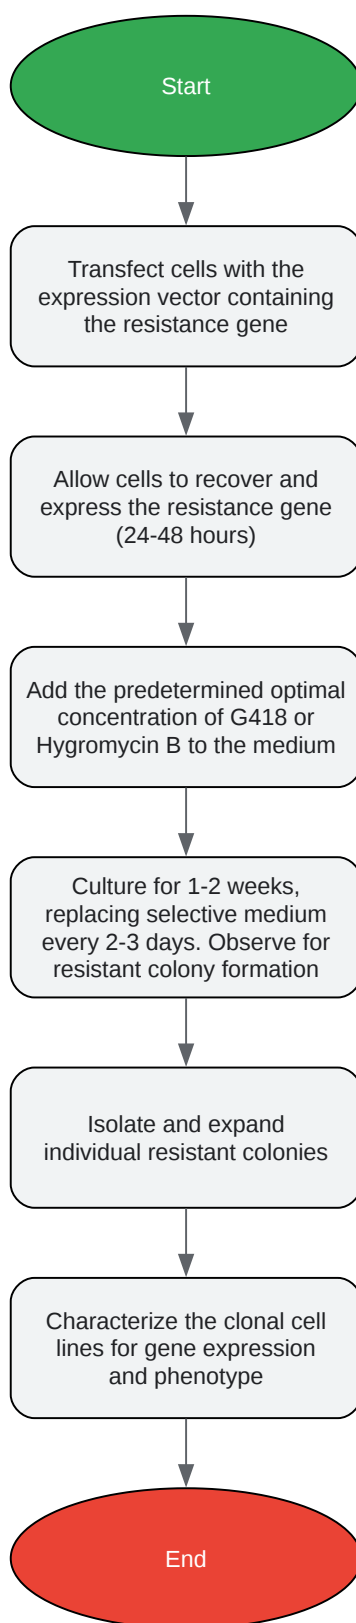 Start
Transfect cells with the
expression vector containing
the resistance gene
Allow cells to recover and
express the resistance gene
(24-48 hours)
Add the predetermined optimal
concentration of G418 or
Hygromycin B to the medium
Culture for 1-2 weeks,
replacing selective medium
every 2-3 days. Observe for
resistant colony formation
Isolate and expand
individual resistant colonies
Characterize the clonal cell
lines for gene expression
and phenotype
End